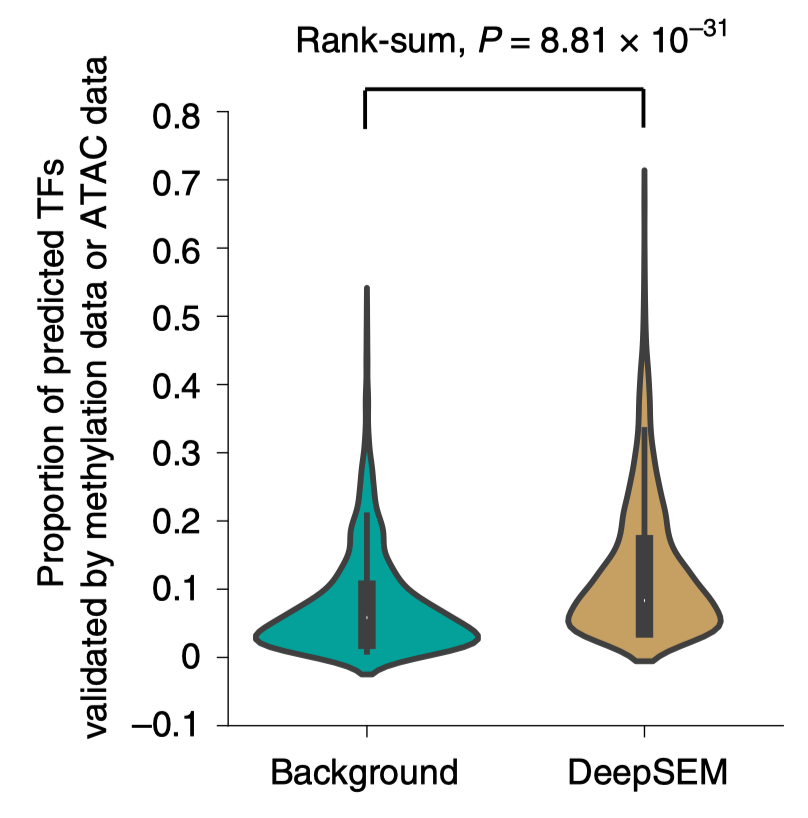 Rank-sum, P = 8.81 × 10⁻³¹
Proportion of predicted TFs
validated by methylation data or ATAC data
0.8
0.7
0.6
0.5
0.4
0.3
0.2
0.1
0
–0.1
Background DeepSEM